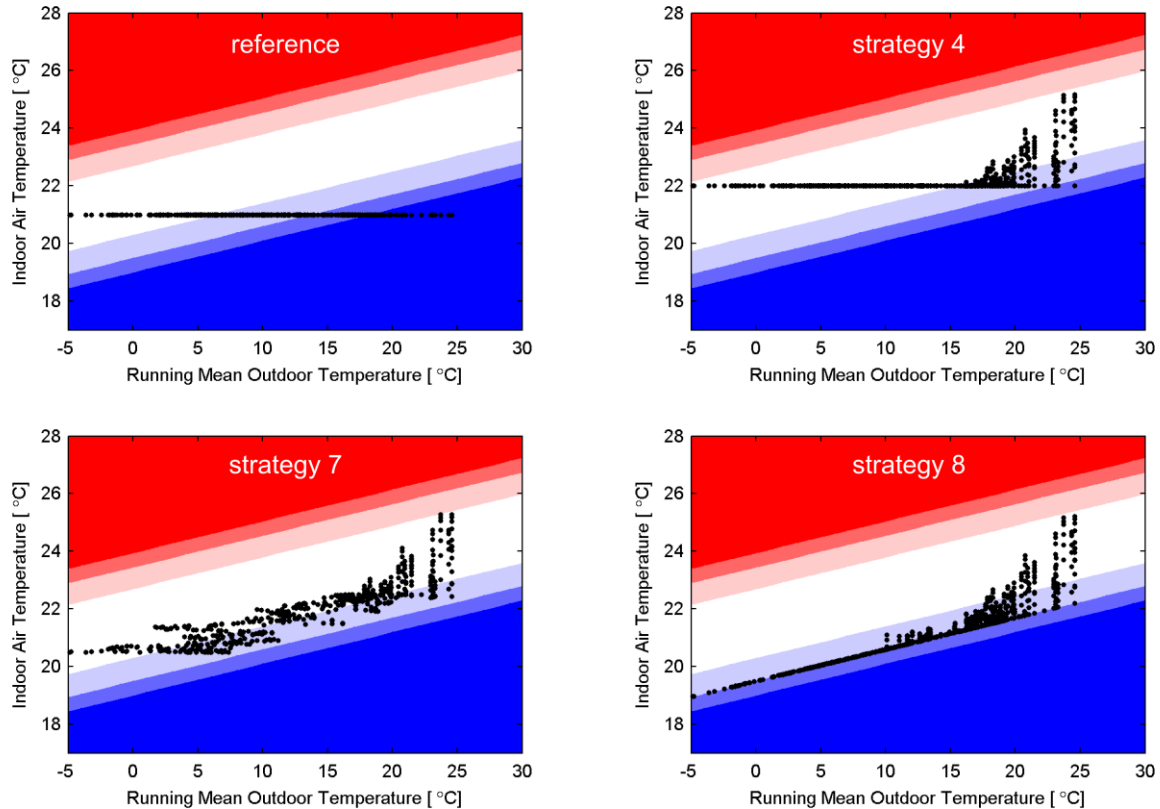 reference
28
26
24
22
20
18
Indoor Air Temperature [ °C]
-5 0 5 10 15 20 25 30
Running Mean Outdoor Temperature [ °C]
strategy 4
28
26
24
22
20
18
Indoor Air Temperature [ °C]
-5 0 5 10 15 20 25 30
Running Mean Outdoor Temperature [ °C]
strategy 7
28
26
24
22
20
18
Indoor Air Temperature [ °C]
-5 0 5 10 15 20 25 30
Running Mean Outdoor Temperature [ °C]
strategy 8
28
26
24
22
20
18
Indoor Air Temperature [ °C]
-5 0 5 10 15 20 25 30
Running Mean Outdoor Temperature [ °C]